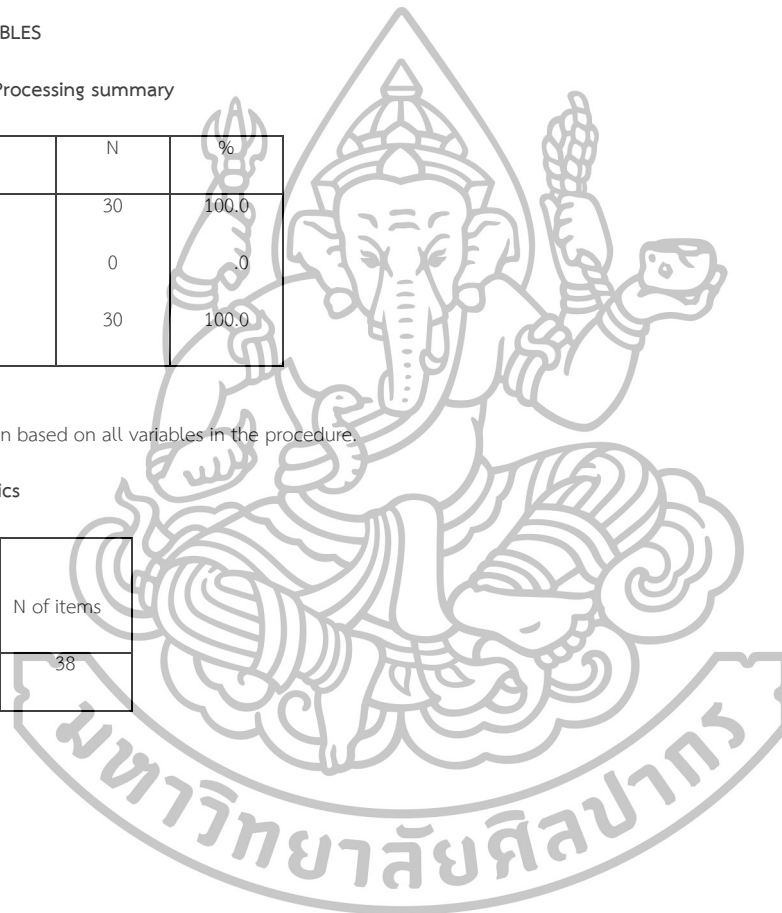 BLES
Processing summary
N %
30 100.0
0 .0
30 100.0
n based on all variables in the procedure.
ics
N of items
38
มหาวิทยาลัยศิลปากร